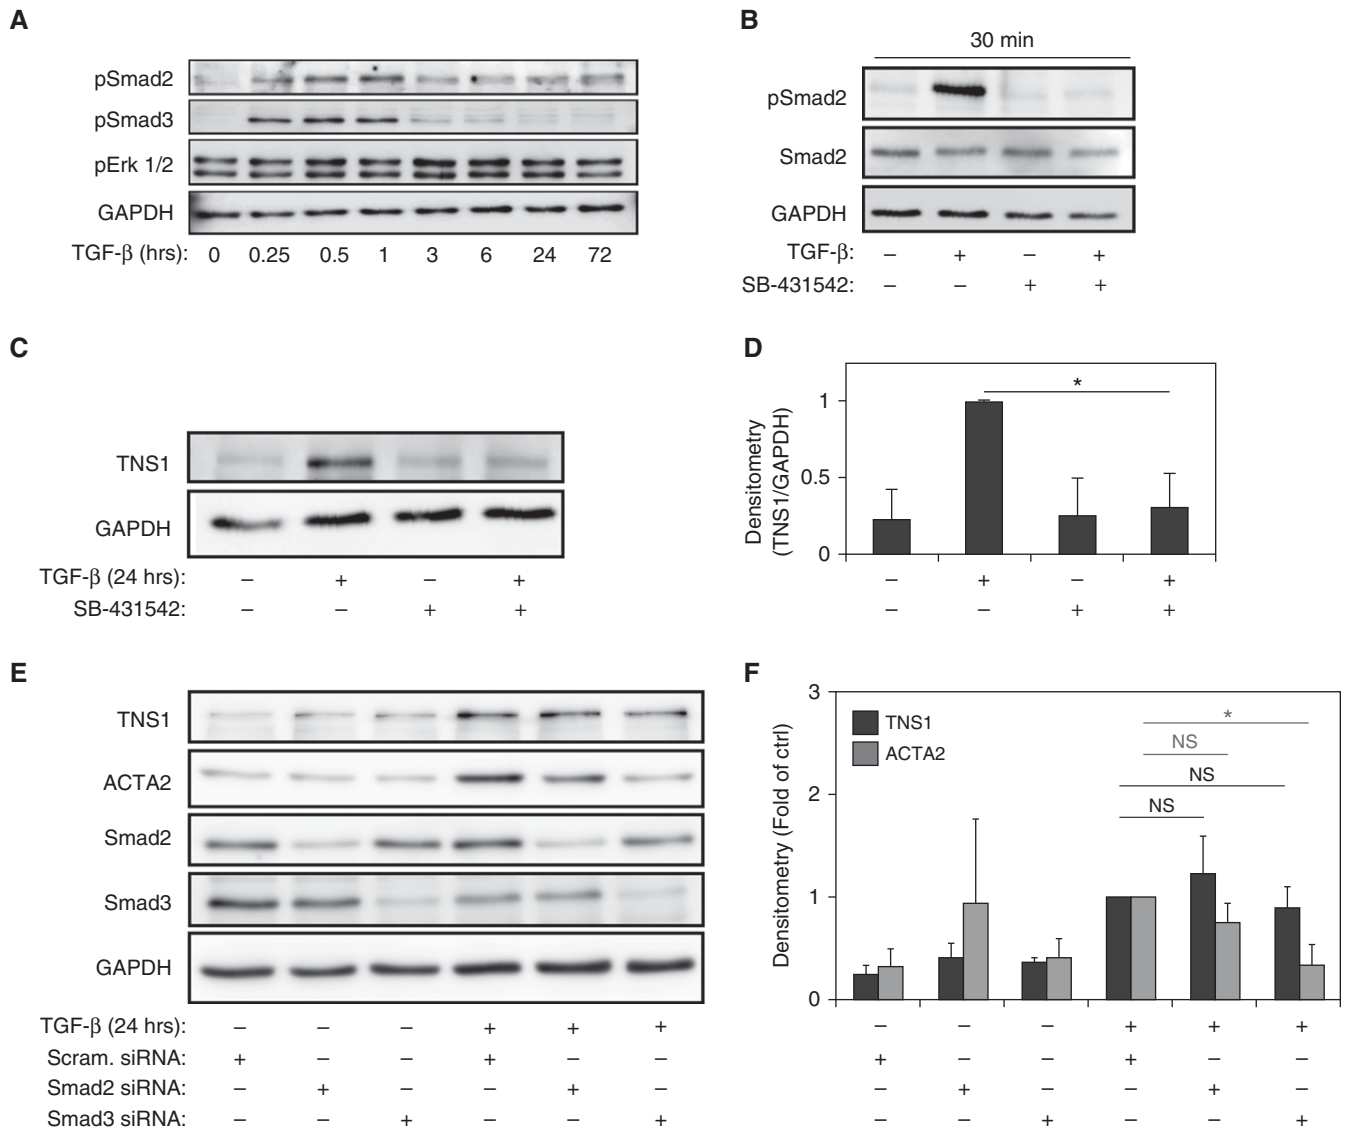 A
pSmad2
pSmad3
pErk 1/2
GAPDH
TGF-β (hrs): 0 0.25 0.5 1 3 6 24 72
B
30 min
pSmad2
Smad2
GAPDH
TGF-β: – + – +
SB-431542: – – + +
C
TNS1
GAPDH
TGF-β (24 hrs): – + – +
SB-431542: – – + +
D
Densitometry
(TNS1/GAPDH)
1
0.5
0
*
– + – +
– – + +
E
TNS1
ACTA2
Smad2
Smad3
GAPDH
TGF-β (24 hrs): – – – + + +
Scram. siRNA: + – – + – –
Smad2 siRNA: – + – – + –
Smad3 siRNA: – – + – – +
F
Densitometry (Fold of ctrl)
3
2
1
0
TNS1
ACTA2
*
NS
NS
NS
– – – + + +
+ – – + – –
– + – – + –
– – + – – +